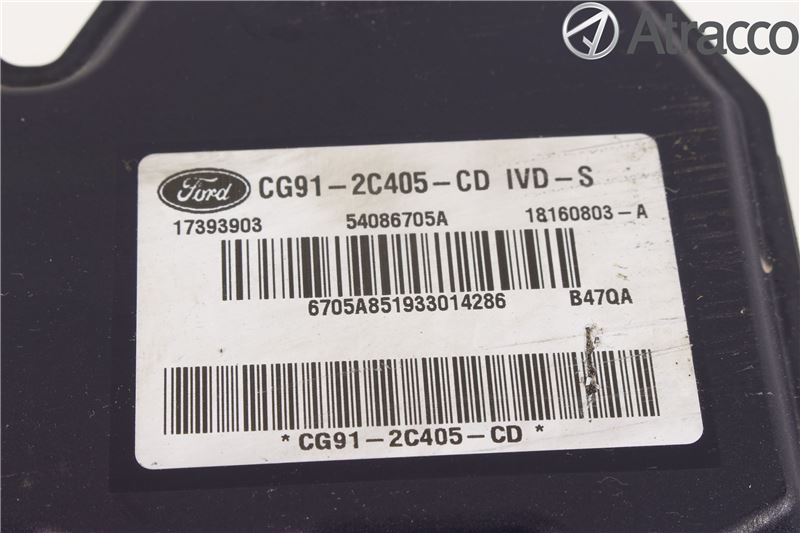 Atracco
Ford CG91-2C405-CD IVD-S
17393903 54086705A 18160803-A
6705A851933014286 B47QA
*CG91-2C405-CD*